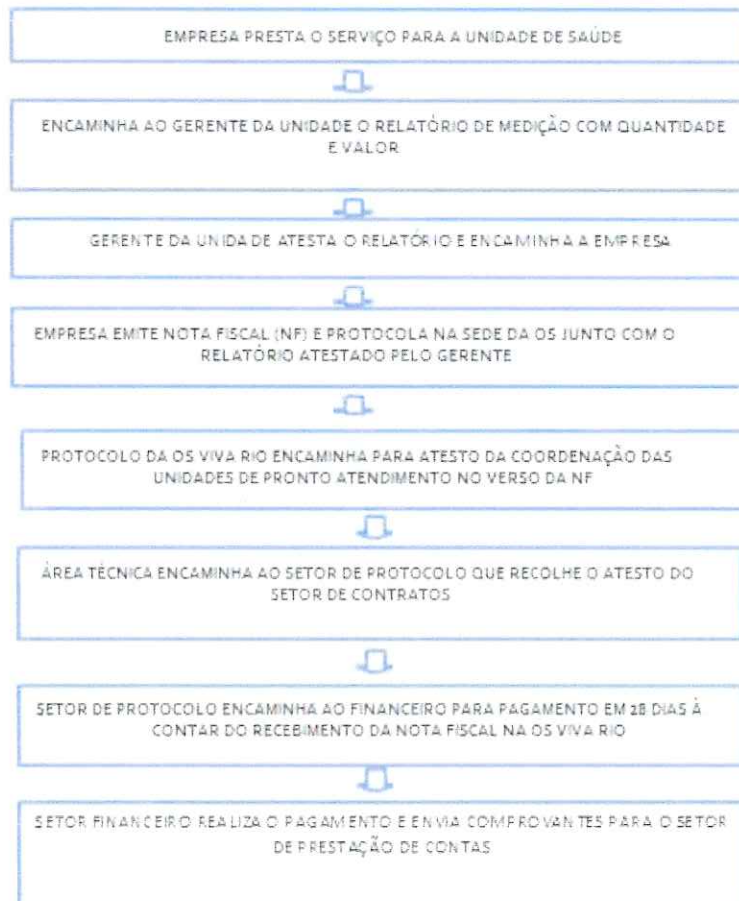 EMPRESA PRESTA O SERVIÇO PARA A UNIDADE DE SAÚDE
ENCAMINHA AO GERENTE DA UNIDADE O RELATÓRIO DE MEDIÇÃO COM QUANTIDADE
E VALOR
GERENTE DA UNIDADE ATESTA O RELATÓRIO E ENCAMINHA A EMPRESA
EMPRESA EMITE NOTA FISCAL (NF) E PROTOCOLA NA SEDE DA OS JUNTO COM O
RELATÓRIO ATESTADO PELO GERENTE
PROTOCOLO DA OS VIVA RIO ENCAMINHA PARA ATESTO DA COORDENAÇÃO DAS
UNIDADES DE PRONTO ATENDIMENTO NO VERSO DA NF
ÁREA TÉCNICA ENCAMINHA AO SETOR DE PROTOCOLO QUE RECOLHE O ATESTO DO
SETOR DE CONTRATOS
SETOR DE PROTOCOLO ENCAMINHA AO FINANCEIRO PARA PAGAMENTO EM 28 DIAS À
CONTAR DO RECEBIMENTO DA NOTA FISCAL NA OS VIVA RIO
SETOR FINANCEIRO REALIZA O PAGAMENTO E ENVIA COMPROVANTES PARA O SETOR
DE PRESTAÇÃO DE CONTAS